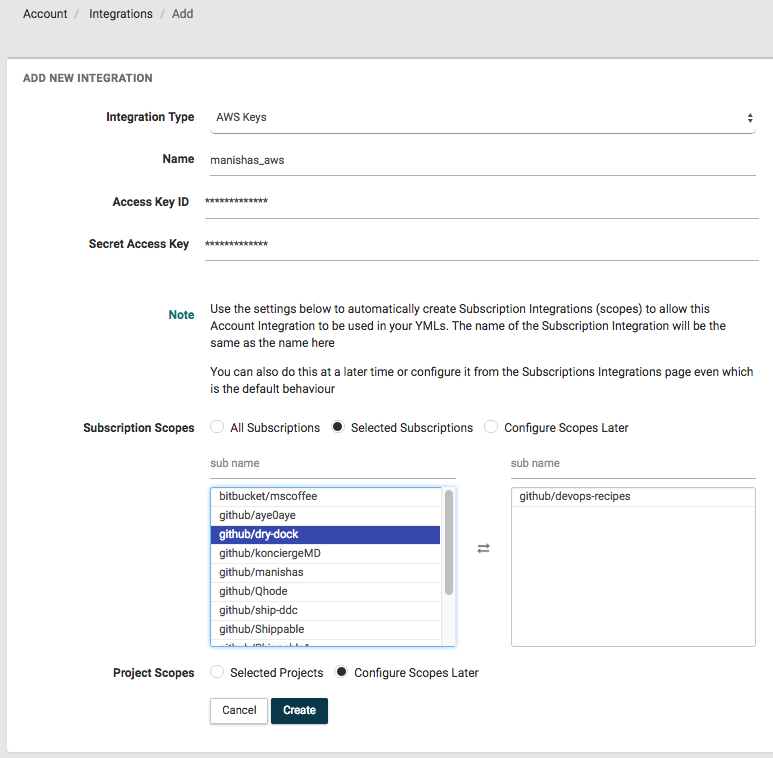 Account / Integrations / Add
ADD NEW INTEGRATION
Integration Type AWS Keys
Name manishas_aws
Access Key ID *************
Secret Access Key *************
Note Use the settings below to automatically create Subscription Integrations (scopes) to allow this
Account Integration to be used in your YMLs. The name of the Subscription Integration will be the
same as the name here
You can also do this at a later time or configure it from the Subscriptions Integrations page even which
is the default behaviour
Subscription Scopes All Subscriptions Selected Subscriptions Configure Scopes Later
sub name sub name
bitbucket/mscoffee github/devops-recipes
github/aye0aye
github/dry-dock
github/konciergeMD
github/manishas
github/Qhode
github/ship-ddc
github/Shippable
Project Scopes Selected Projects Configure Scopes Later
Cancel Create